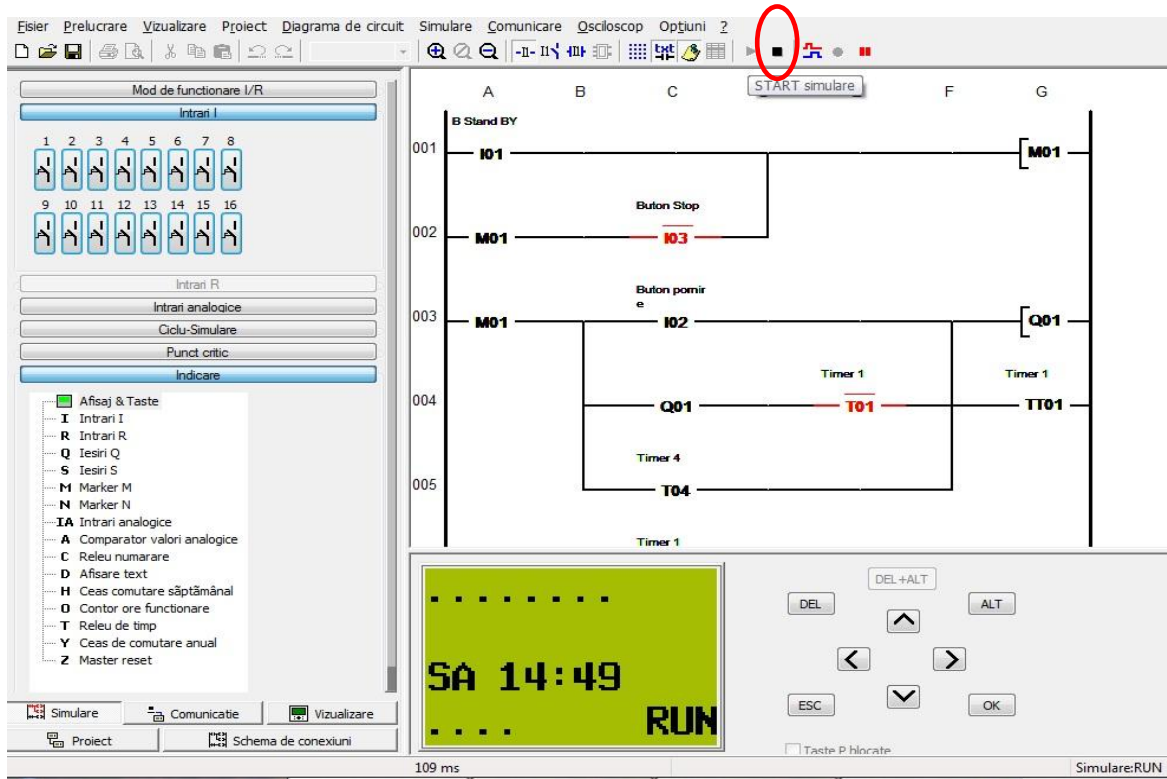 Fisier Prelucrare Vizualizare Proiect Diagrama de circuit Simulare Comunicare Osciloscop Opțiuni ?
START simulare
Mod de functionare I/R
Intrari I
1 2 3 4 5 6 7 8
9 10 11 12 13 14 15 16
Intrari R
Intrari analogice
Ciclu-Simulare
Punct critic
Indicare
Afisaj & Taste
I Intrari I
R Intrari R
Q Iesiri Q
S Iesiri S
M Marker M
N Marker N
IA Intrari analogice
A Comparator valori analogice
C Releu numarare
D Afisare text
H Ceas comutare sãptãmânal
O Contor ore functionare
T Releu de timp
Y Ceas de comutare anual
Z Master reset
Simulare Comunicatie Vizualizare
Proiect Schema de conexiuni
A B C F G
B Stand BY
001 I01 M01
Buton Stop
002 M01 I03
Buton pornir
e
003 M01 I02 Q01
Timer 1 Timer 1
004 Q01 T01 TT01
Timer 4
005 T04
Timer 1
SA 14:49
RUN
DEL+ALT
DEL ALT
ESC OK
Taste P blocate
109 ms Simulare:RUN